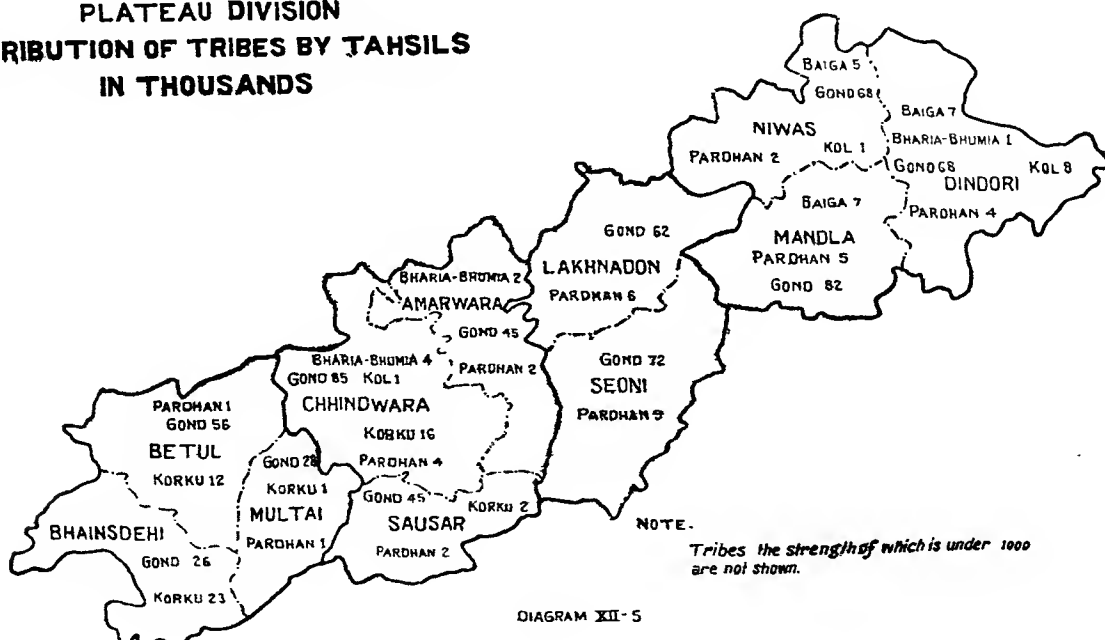 PLATEAU DIVISION
RIBUTION OF TRIBES BY TAHSILS
IN THOUSANDS
BAIGA 5
GOND 68
NIWAS
KOL 1
PARDHAN 2
BAIGA 7
BHARIA-BHUMIA 1
GOND 68
KOL 8
DINDORI
PARDHAN 4
BAIGA 7
MANDLA
PARDHAN 5
GOND 82
GOND 62
LAKHNADON
PARDHAN 6
GOND 72
SEONI
PARDHAN 9
BHARIA-BHUMIA 2
AMARWARA
GOND 45
PARDHAN 2
BHARIA-BHUMIA 4
GOND 85 KOL 1
CHHINDWARA
KORKU 16
PARDHAN 4
PARDHAN 1
GOND 56
BETUL
KORKU 12
GOND 28
KORKU 1
MULTAI
PARDHAN 1
GOND 45
KORKU 2
SAUSAR
PARDHAN 2
BHAINSDEHI
GOND 26
KORKU 23
NOTE.
Tribes the strength of which is under 1000
are not shown.
DIAGRAM XII-5